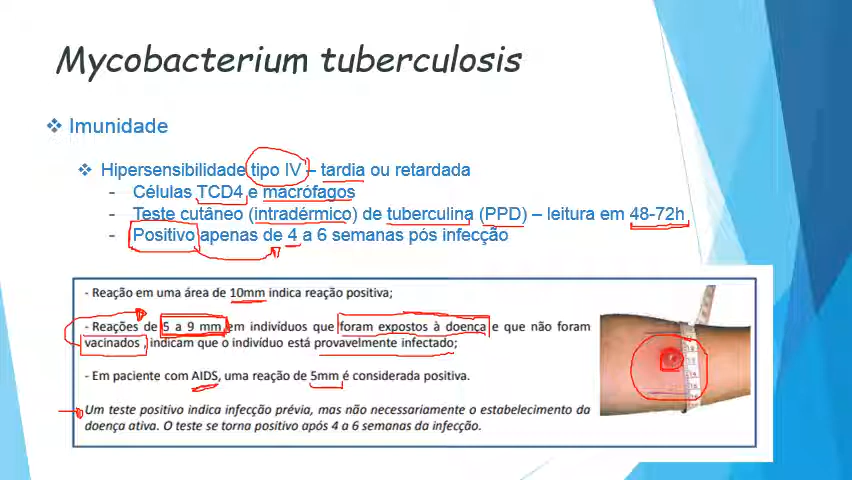 Mycobacterium tuberculosis
Imunidade
Hipersensibilidade tipo IV – tardia ou retardada
- Células TCD4 e macrófagos
- Teste cutâneo (intradérmico) de tuberculina (PPD) – leitura em 48-72h
- Positivo apenas de 4 a 6 semanas pós infecção
- Reação em uma área de 10mm indica reação positiva;
- Reações de 5 a 9 mm em indivíduos que foram expostos à doença e que não foram
vacinados, indicam que o indivíduo está provavelmente infectado;
- Em paciente com AIDS, uma reação de 5mm é considerada positiva.
Um teste positivo indica infecção prévia, mas não necessariamente o estabelecimento da
doença ativa. O teste se torna positivo após 4 a 6 semanas da infecção.